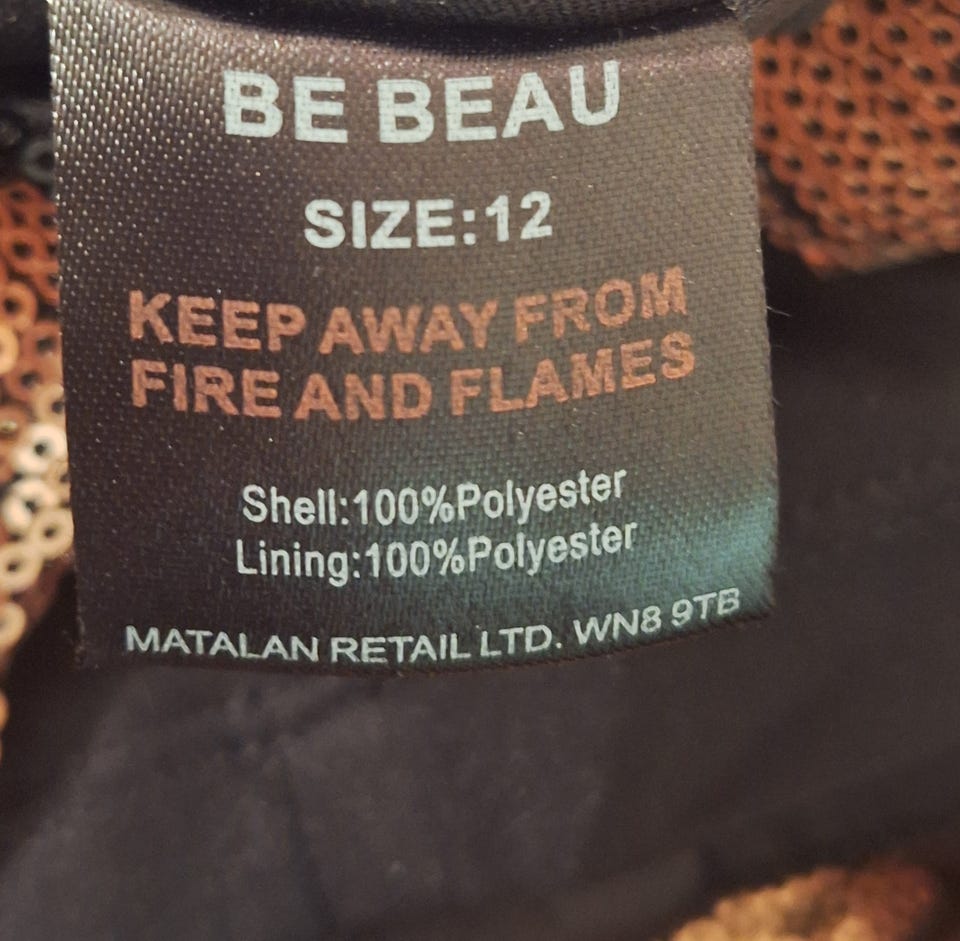 BE BEAU
SIZE:12
KEEP AWAY FROM
FIRE AND FLAMES
Shell:100%Polyester
Lining:100%Polyester
MATALAN RETAIL LTD. WN8 9TB